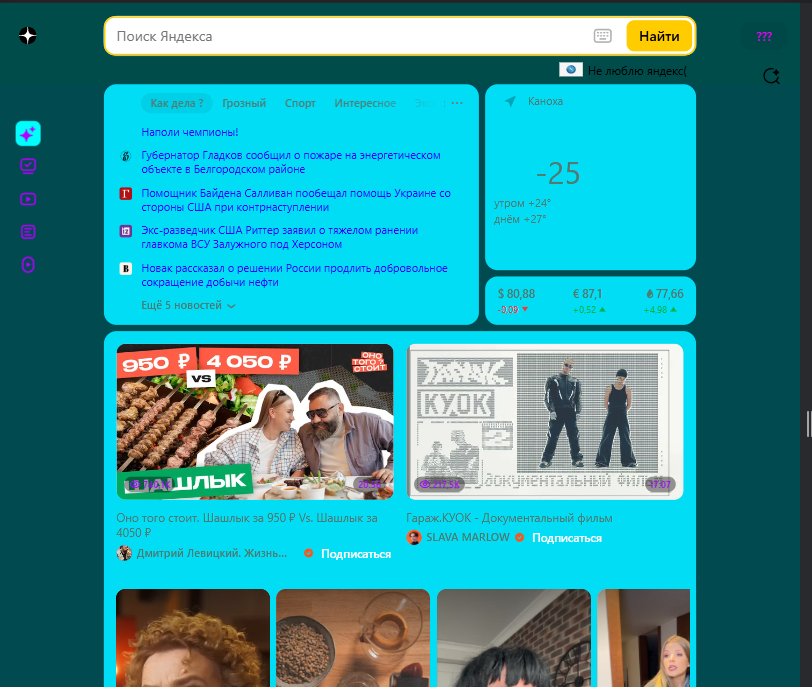 Поиск Яндекса
Найти
???
Не люблю яндекс(
Как дела ? Грозный Спорт Интересное
Наполи чемпионы!
Губернатор Гладков сообщил о пожаре на энергетическом
объекте в Белгородском районе
Помощник Байдена Салливан пообещал помощь Украине со
стороны США при контрнаступлении
Экс-разведчик США Риттер заявил о тяжелом ранении
главкома ВСУ Залужного под Херсоном
Новак рассказал о решении России продлить добровольное
сокращение добычи нефти
Ещё 5 новостей
Каноха
-25
утром +24°
днём +27°
$ 80,88 € 87,1 77,66
-0,09 +0,52 +4,98
950 ₽ VS 4 050 ₽
ОНО
ТОГО ?
СТОИТ
ШАШЛЫК
Оно того стоит. Шашлык за 950 ₽ Vs. Шашлык за
4050 ₽
Дмитрий Левицкий. Жизнь... Подписаться
КУОК
ДОКУМЕНТАЛЬНЫЙ
17:07
Гараж.КУОК - Документальный фильм
SLAVA MARLOW Подписаться